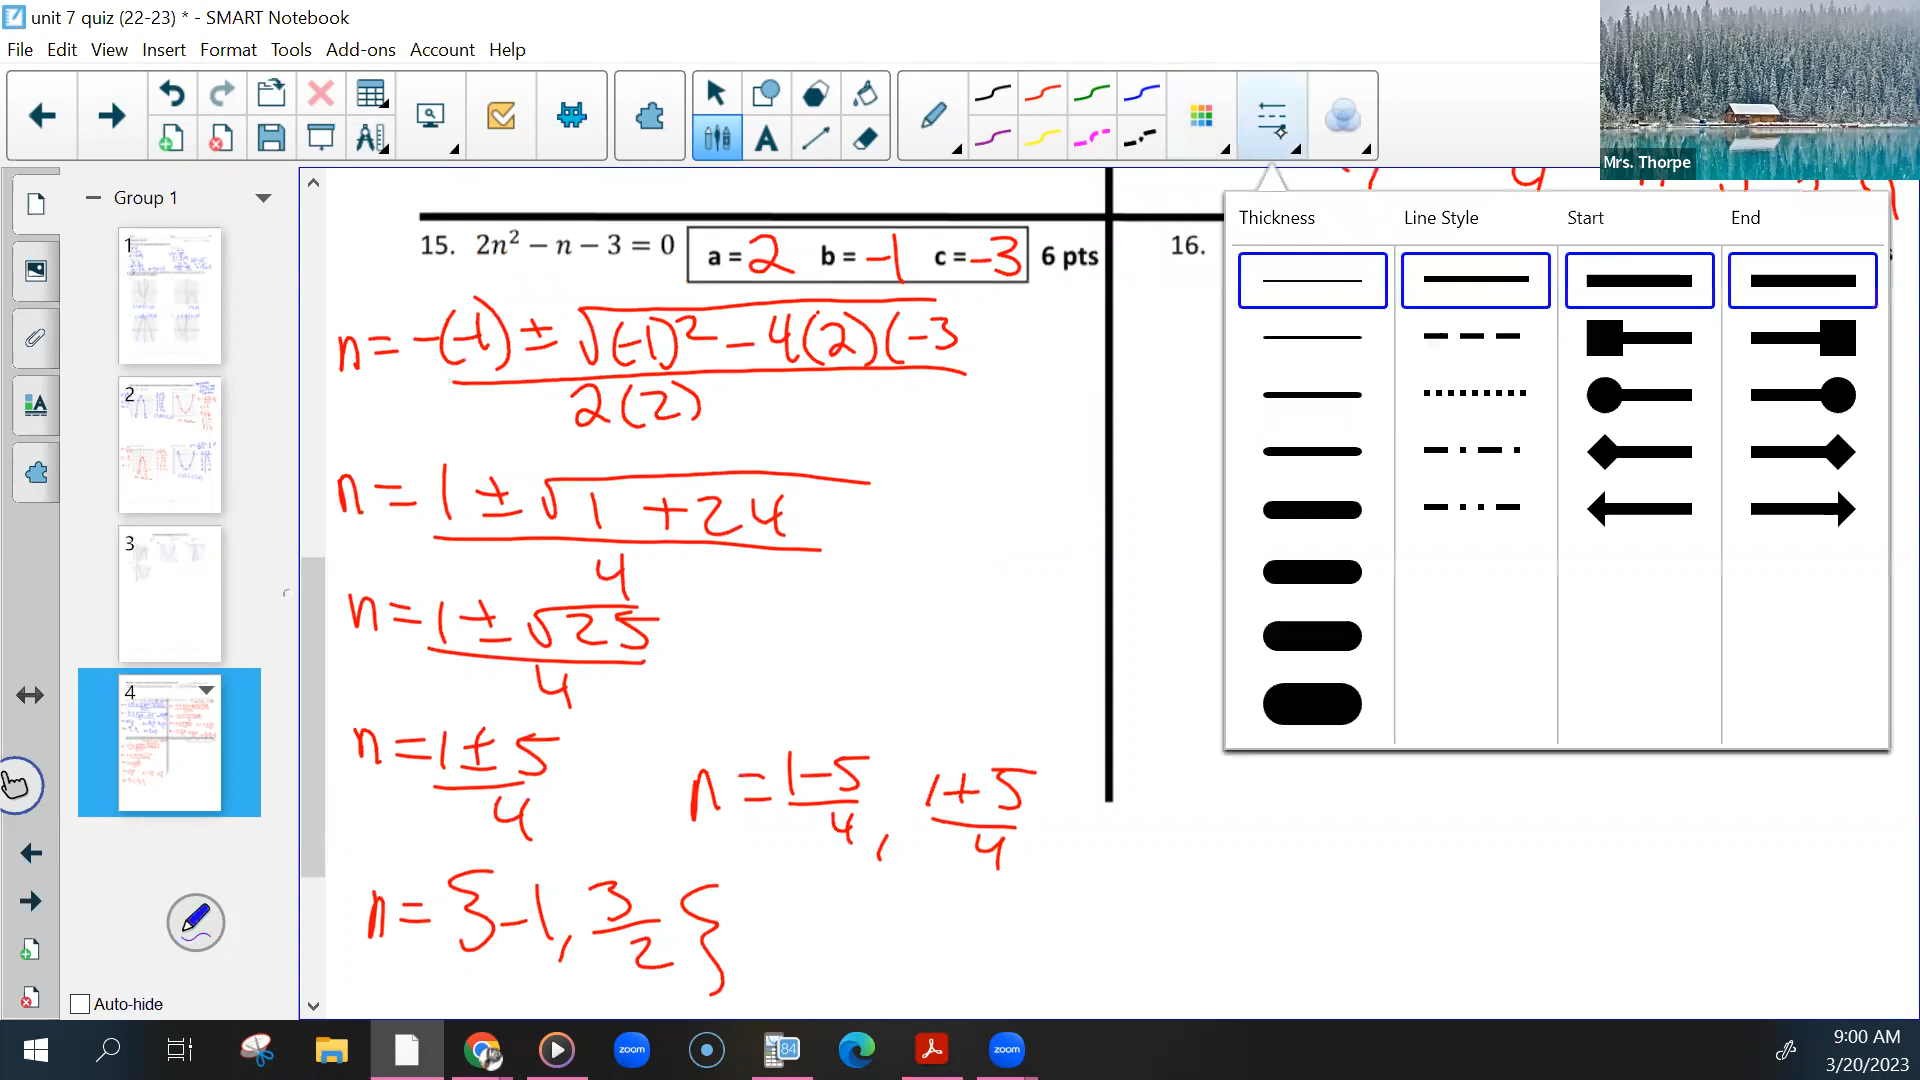 unit 7 quiz (22-23) * - SMART Notebook
File Edit View Insert Format Tools Add-ons Account Help
Mrs. Thorpe
Group 1
1
2
3
4
Auto-hide
15. 2n² − n − 3 = 0 a = 2 b = -1 c = -3 6 pts
16.
n = -(-1) ± √(-1)² - 4(2)(-3
2(2)
n = 1 ± √1 + 24
4
n = 1 ± √25
4
n = 1 ± 5
4
n = 1 - 5
4 ,
1 + 5
4
n = { -1, 3/2 }
Thickness Line Style Start End
zoom
84
zoom
9:00 AM
3/20/2023